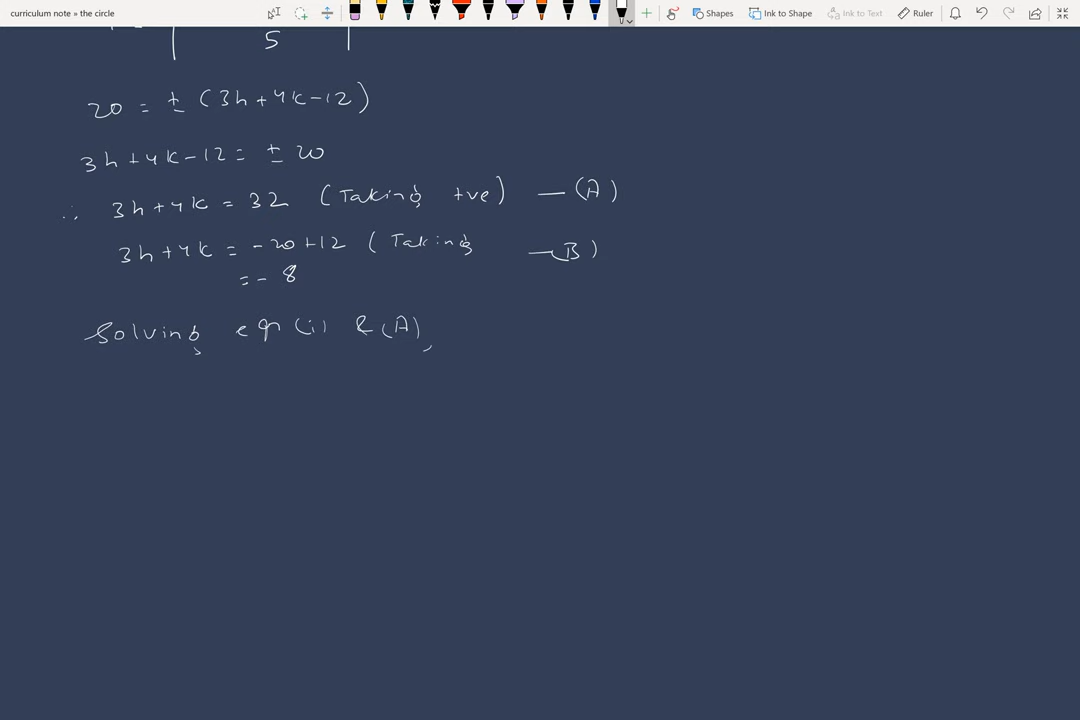 curriculum note » the circle
Shapes Ink to Shape Ink to Text Ruler
5
20 = ± (3h+4k-12)
3h+4k-12 = ± 20
∴ 3h+4k = 32 (Taking +ve) — (A)
3h+4k = -20+12 (Taking —B)
= - 8
Solving eqn (i) & (A),